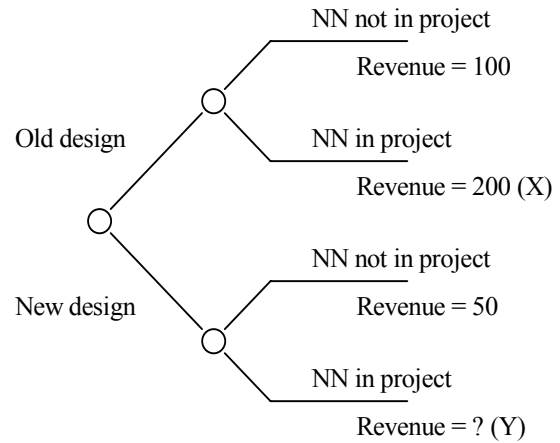 NN not in project
Revenue = 100
Old design
NN in project
Revenue = 200 (X)
NN not in project
New design
Revenue = 50
NN in project
Revenue = ? (Y)